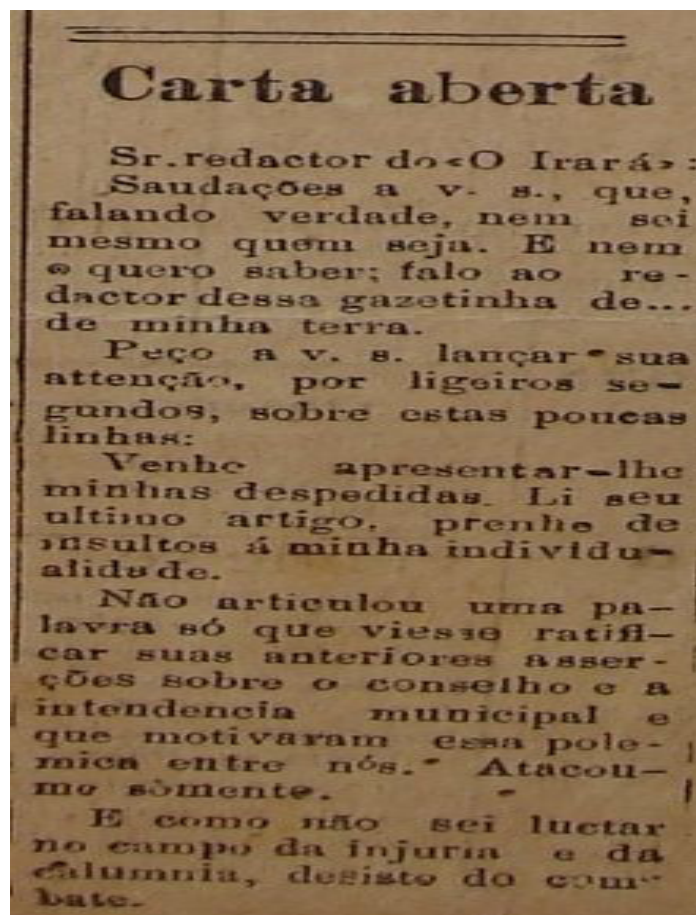 Carta aberta
Sr. redactor do «O Irará»:
Saudações a v. s., que,
falando verdade, nem sei
mesmo quem seja. E nem
o quero saber; falo ao re-
dactor dessa gazetinha de...
de minha terra.
Peço a v. s. lançar sua
attenção, por ligeiros se-
gundos, sobre estas poucas
linhas:
Venho apresentar-lhe
minhas despedidas. Li seu
ultimo artigo, prenhe de
insultos á minha individu-
alidade.
Não articulou uma pa-
lavra só que viesse ratifi-
car suas anteriores asser-
ções sobre o conselho e a
intendencia municipal e
que motivaram essa pole-
mica entre nós. Atacou-
me sòmente.
E como não sei luctar
no campo da injuria e da
calumnia, desisto do com-
bate.